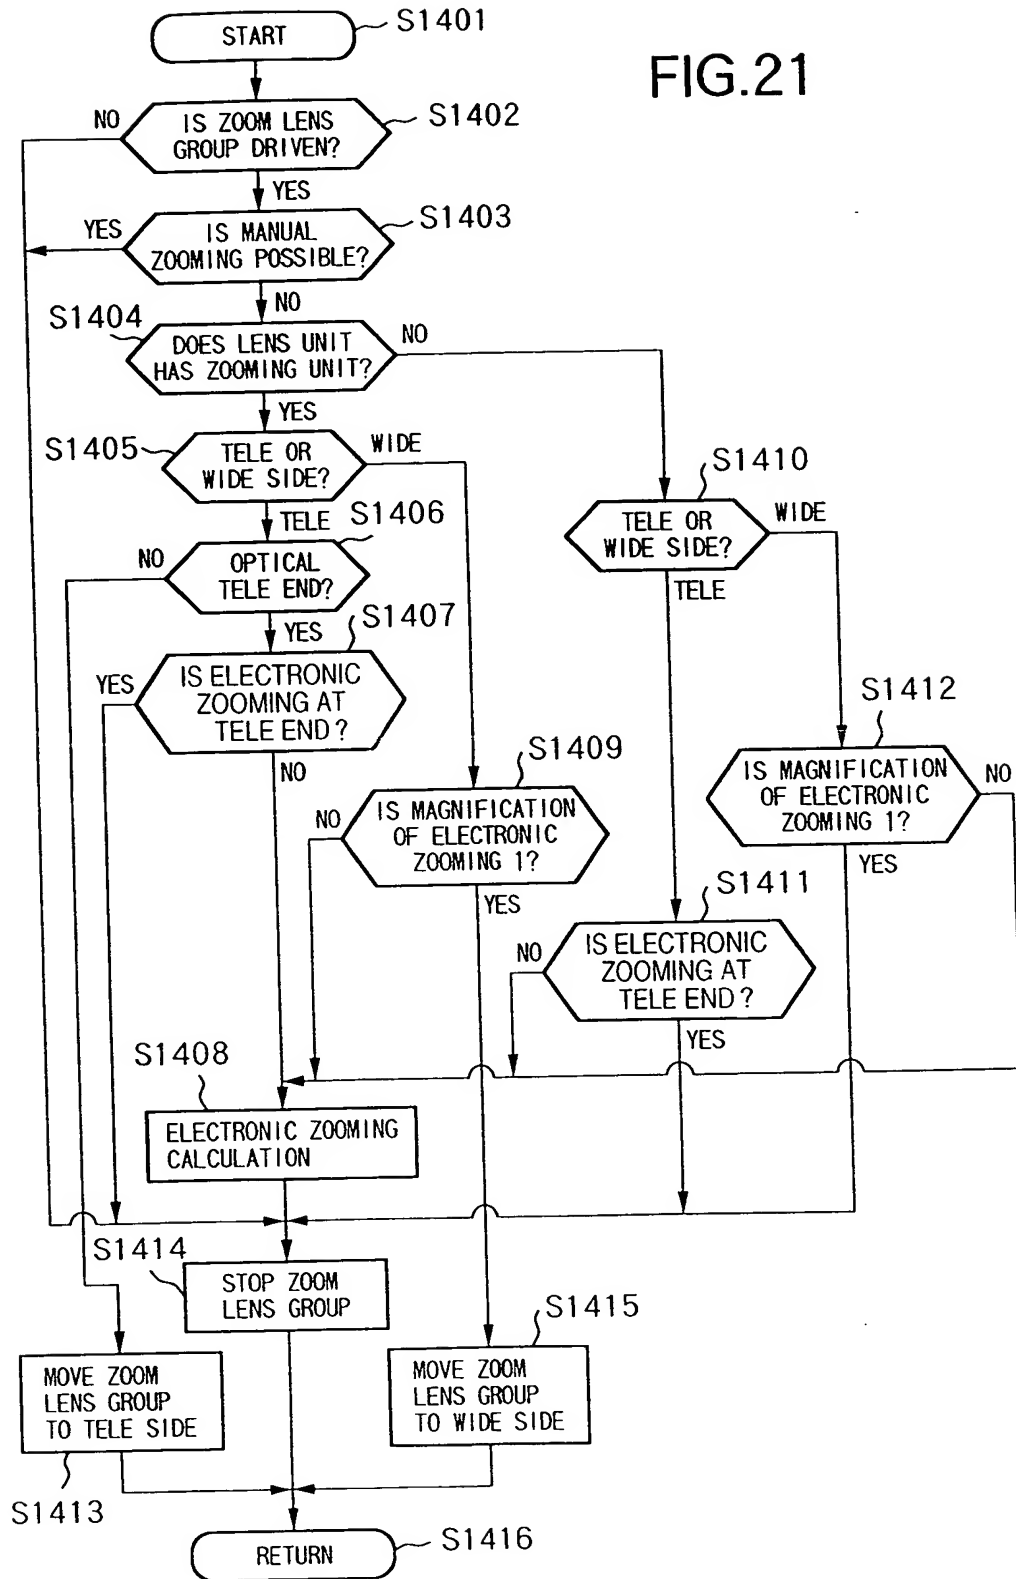 START
S1401
FIG.21
NO
IS ZOOM LENS
GROUP DRIVEN?
S1402
YES
YES
IS MANUAL
ZOOMING POSSIBLE?
S1403
NO
S1404
DOES LENS UNIT
HAS ZOOMING UNIT?
NO
YES
S1405
TELE OR
WIDE SIDE?
WIDE
TELE
S1406
NO
OPTICAL
TELE END?
YES
S1407
YES
IS ELECTRONIC
ZOOMING AT
TELE END?
NO
S1410
TELE OR
WIDE SIDE?
WIDE
TELE
S1409
NO
IS MAGNIFICATION
OF ELECTRONIC
ZOOMING 1?
YES
S1412
IS MAGNIFICATION
OF ELECTRONIC
ZOOMING 1?
NO
YES
S1411
NO
IS ELECTRONIC
ZOOMING AT
TELE END?
YES
S1408
ELECTRONIC ZOOMING
CALCULATION
S1414
STOP ZOOM
LENS GROUP
S1415
MOVE ZOOM
LENS GROUP
TO TELE SIDE
S1413
MOVE ZOOM
LENS GROUP
TO WIDE SIDE
RETURN
S1416